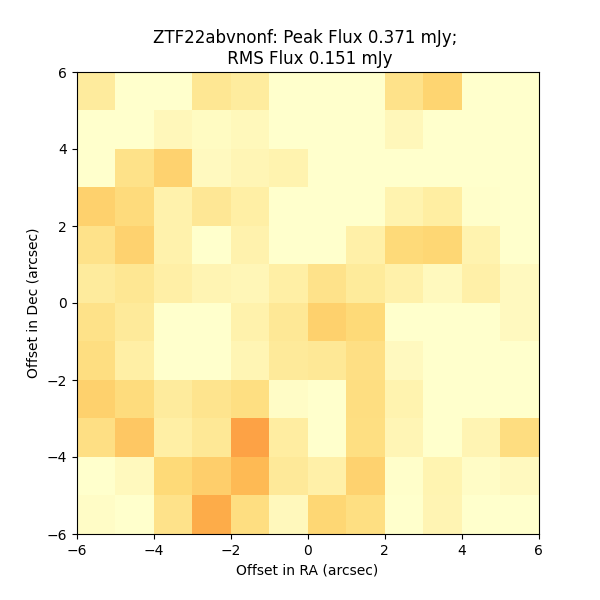 ZTF22abvnonf: Peak Flux 0.371 mJy;
RMS Flux 0.151 mJy
6
4
2
0
−2
−4
−6
Offset in Dec (arcsec)
−6 −4 −2 0 2 4 6
Offset in RA (arcsec)